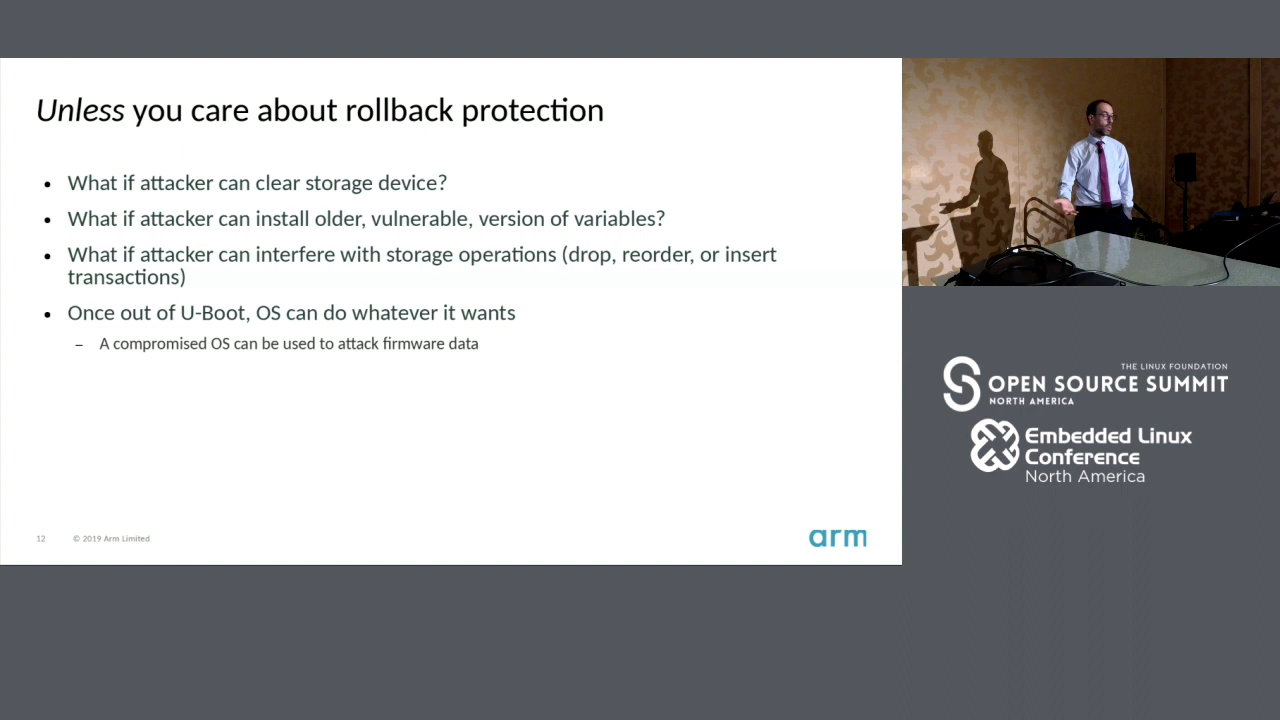 Unless you care about rollback protection
• What if attacker can clear storage device?
• What if attacker can install older, vulnerable, version of variables?
• What if attacker can interfere with storage operations (drop, reorder, or insert
transactions)
• Once out of U-Boot, OS can do whatever it wants
– A compromised OS can be used to attack firmware data
12 © 2019 Arm Limited
arm
THE LINUX FOUNDATION
OPEN SOURCE SUMMIT
NORTH AMERICA
Embedded Linux
Conference
North America